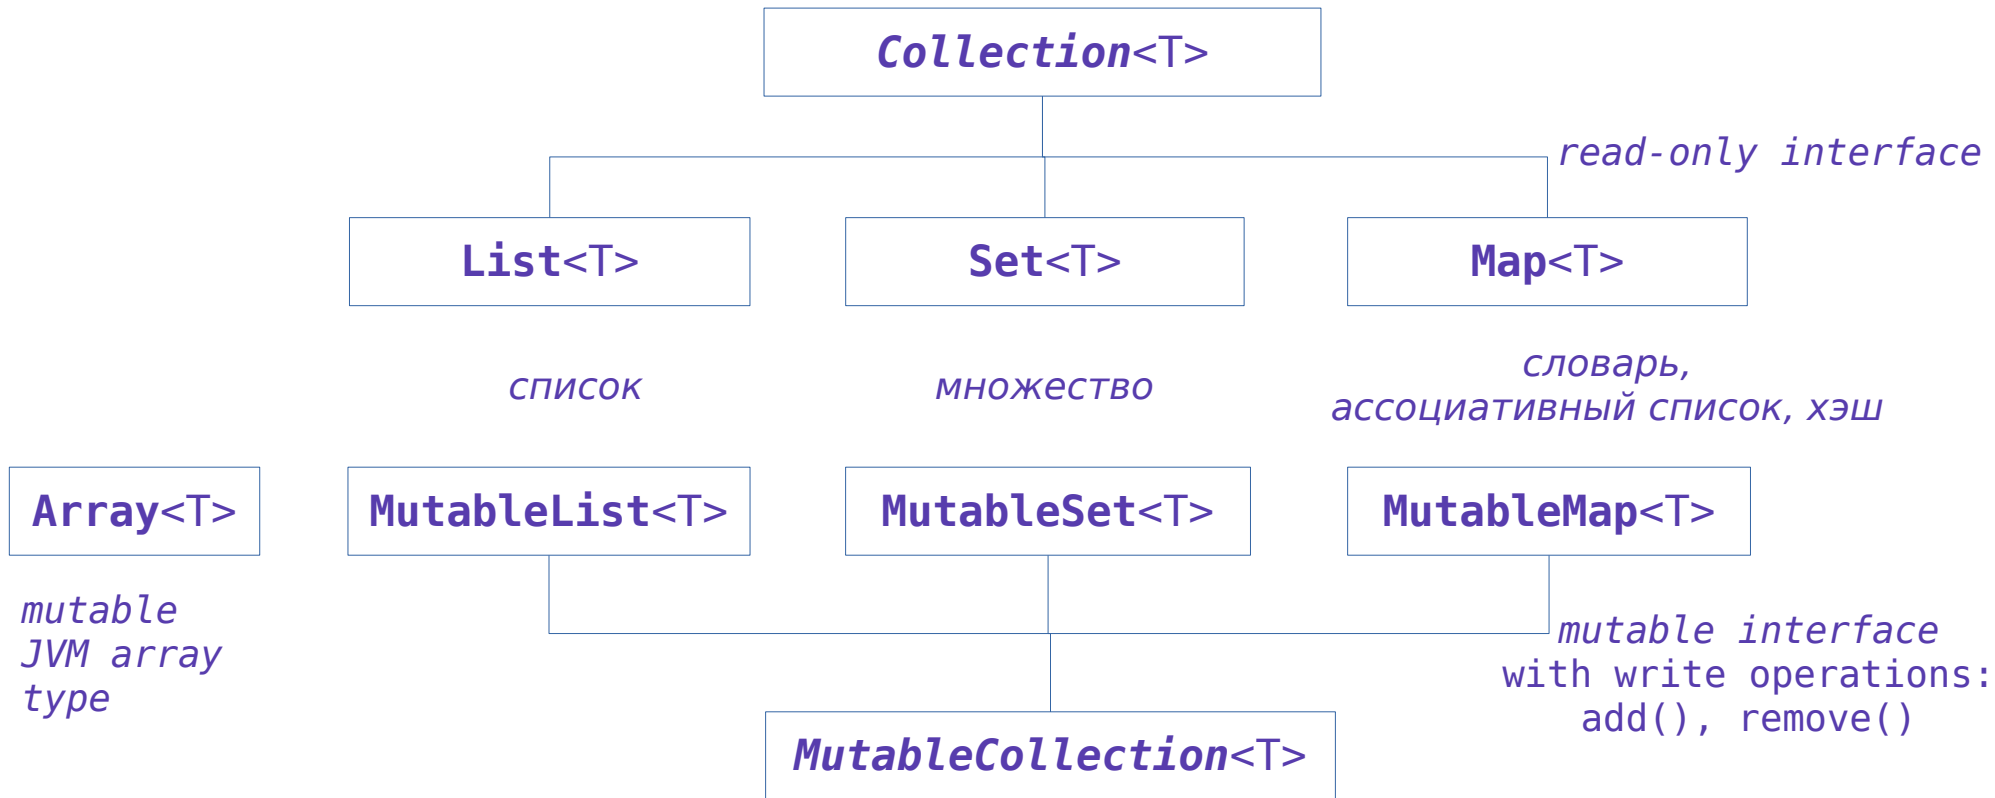 Collection<T>
read-only interface
List<T>
Set<T>
Map<T>
список
множество
словарь,
ассоциативный список, хэш
Array<T>
MutableList<T>
MutableSet<T>
MutableMap<T>
mutable
JVM array
type
mutable interface
with write operations:
add(), remove()
MutableCollection<T>